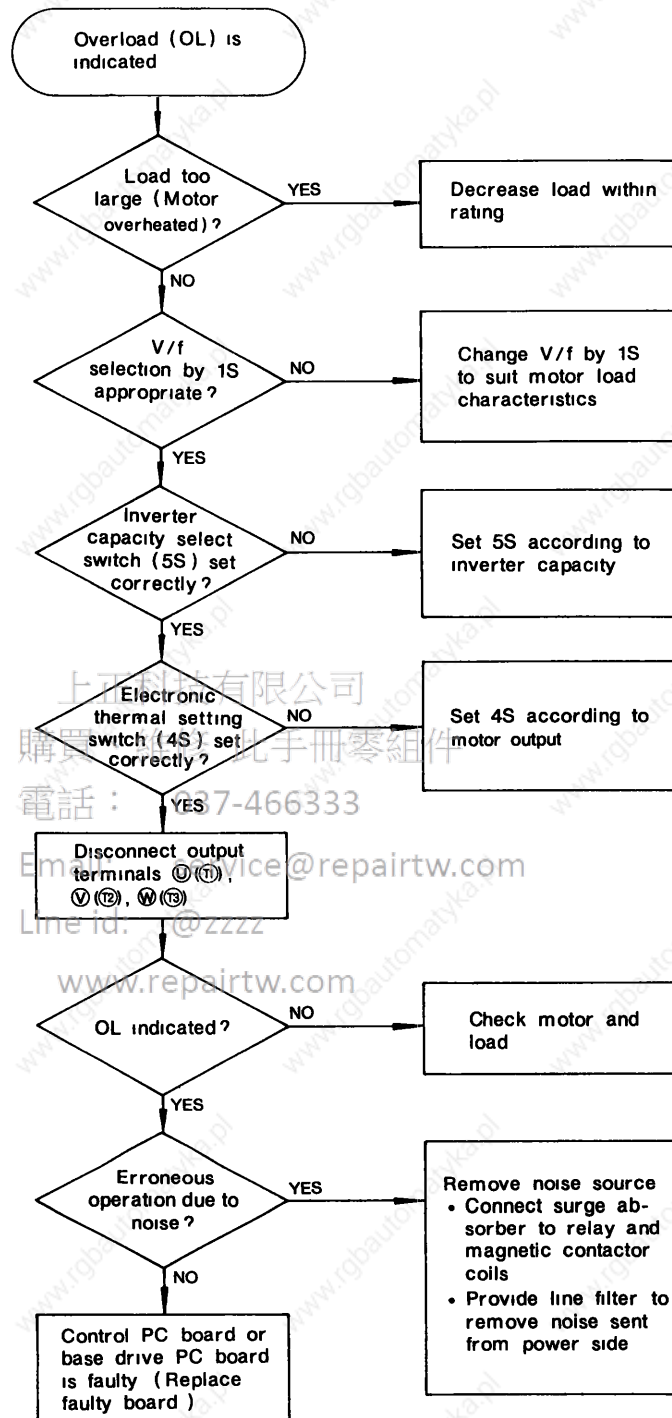 Overload (OL) is
indicated
Load too
large (Motor
overheated)?
YES
Decrease load within
rating
NO
V/f
selection by 1S
appropriate?
NO
Change V/f by 1S
to suit motor load
characteristics
YES
Inverter
capacity select
switch (5S) set
correctly?
NO
Set 5S according to
inverter capacity
YES
上正科技有限公司
Electronic
thermal setting
switch (4S) set
correctly?
NO
Set 4S according to
motor output
購買、維修 此手冊零組件
電話： 037-466333
YES
Disconnect output
terminals Ⓤ(T1),
Ⓥ(T2), Ⓦ(T3)
Email: service@repairtw.com
Line id: @zzzz
www.repairtw.com
OL indicated?
NO
Check motor and
load
YES
Erroneous
operation due to
noise?
YES
Remove noise source
• Connect surge ab-
sorber to relay and
magnetic contactor
coils
• Provide line filter to
remove noise sent
from power side
NO
Control PC board or
base drive PC board
is faulty (Replace
faulty board)
www.rgbautomatyka.pl